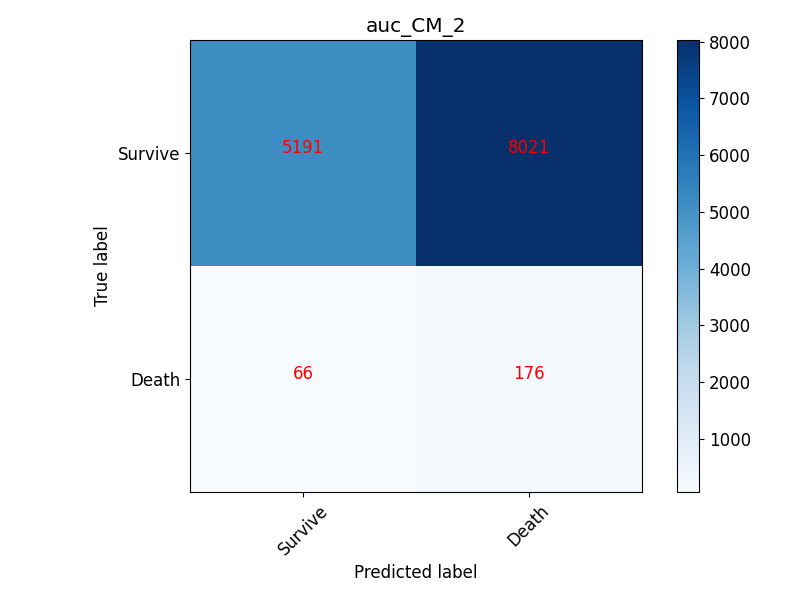 auc_CM_2
Survive
5191
8021
Death
66
176
Survive
Death
True label
Predicted label
8000
7000
6000
5000
4000
3000
2000
1000